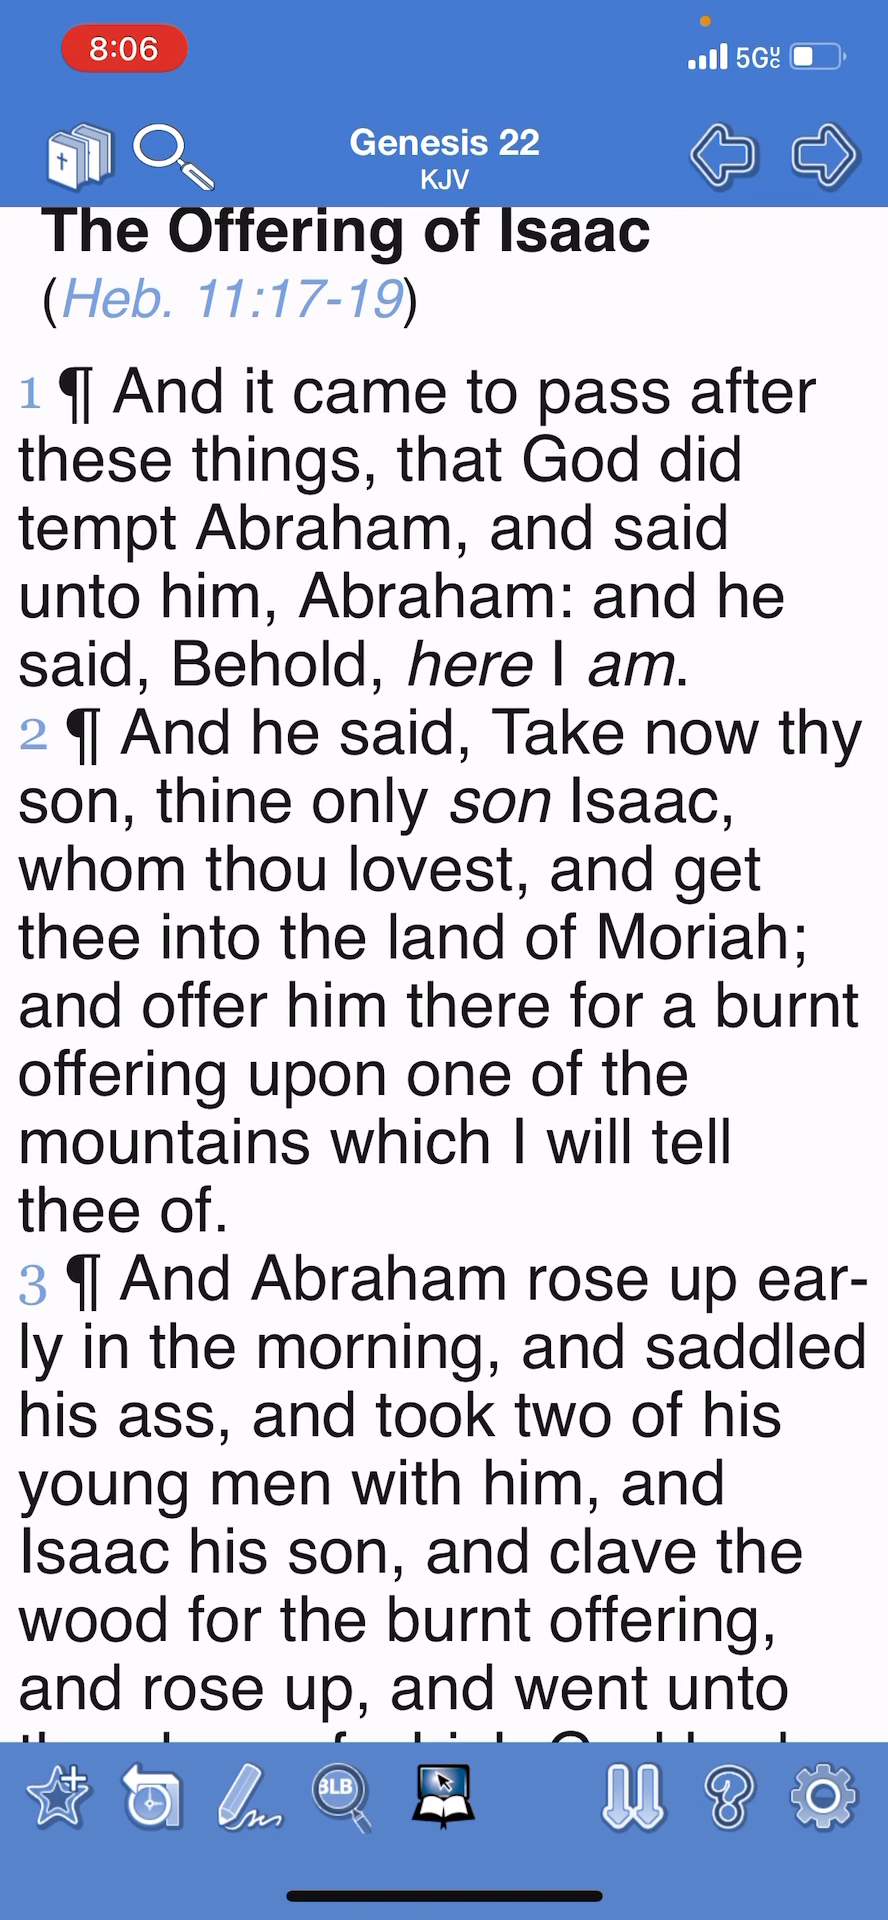 8:06
5GUC
Genesis 22
KJV
The Offering of Isaac
(Heb. 11:17-19)
1 ¶ And it came to pass after
these things, that God did
tempt Abraham, and said
unto him, Abraham: and he
said, Behold, here I am.
2 ¶ And he said, Take now thy
son, thine only son Isaac,
whom thou lovest, and get
thee into the land of Moriah;
and offer him there for a burnt
offering upon one of the
mountains which I will tell
thee of.
3 ¶ And Abraham rose up ear-
ly in the morning, and saddled
his ass, and took two of his
young men with him, and
Isaac his son, and clave the
wood for the burnt offering,
and rose up, and went unto
BLB